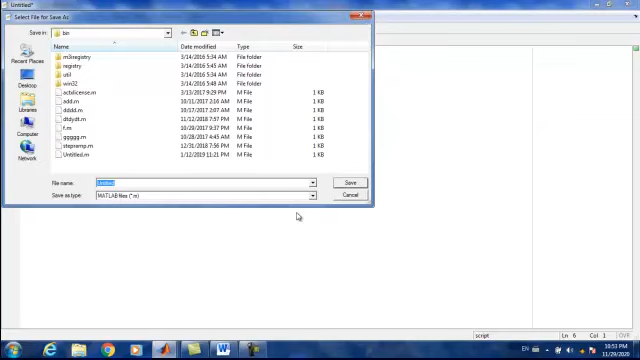 Untitled*
Select File for Save As
Save in: bin
Name Date modified Type Size
m3iregistry 3/14/2016 5:34 AM File folder
registry 3/14/2016 5:45 AM File folder
util 3/14/2016 5:34 AM File folder
win32 3/14/2016 5:48 AM File folder
actxlicense.m 3/13/2017 9:29 PM M File 1 KB
add.m 10/11/2017 2:16 AM M File 1 KB
dddd.m 10/17/2017 2:07 AM M File 1 KB
dtdydt.m 12/31/2018 7:57 PM M File 1 KB
f.m 10/27/2017 9:30 PM M File 1 KB
ggggg.m 10/28/2017 4:45 AM M File 1 KB
stepramp.m 12/31/2018 7:56 PM M File 1 KB
Untitled.m 1/12/2019 11:21 PM M File 1 KB
Recent Places
Desktop
Libraries
Computer
Network
File name: Untitled Save
Save as type: MATLAB files (*.m) Cancel
script Ln 6 Col 1 OVR
EN 10:53 PM
11/29/2020